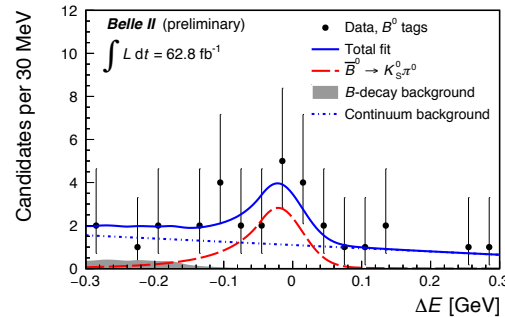 Belle II (preliminary)
∫ L dt = 62.8 fb⁻¹
Data, B⁰ tags
Total fit
B̅⁰ → K⁰_S π⁰
B-decay background
Continuum background
Candidates per 30 MeV
12
10
8
6
4
2
0
−0.3 −0.2 −0.1 0 0.1 0.2 0.3
ΔE [GeV]